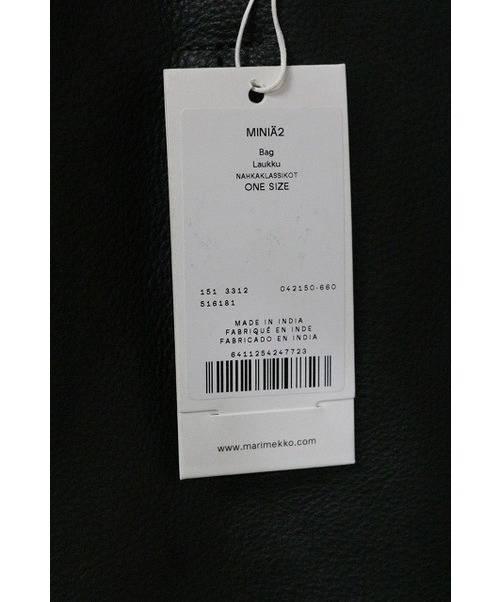 MINIÄ2
Bag
Laukku
NAHKAKLASSIKOT
ONE SIZE
151 3312 042150-660
516181
MADE IN INDIA
FABRIQUÉ EN INDE
FABRICADO EN INDIA
6411254247723
www.marimekko.com